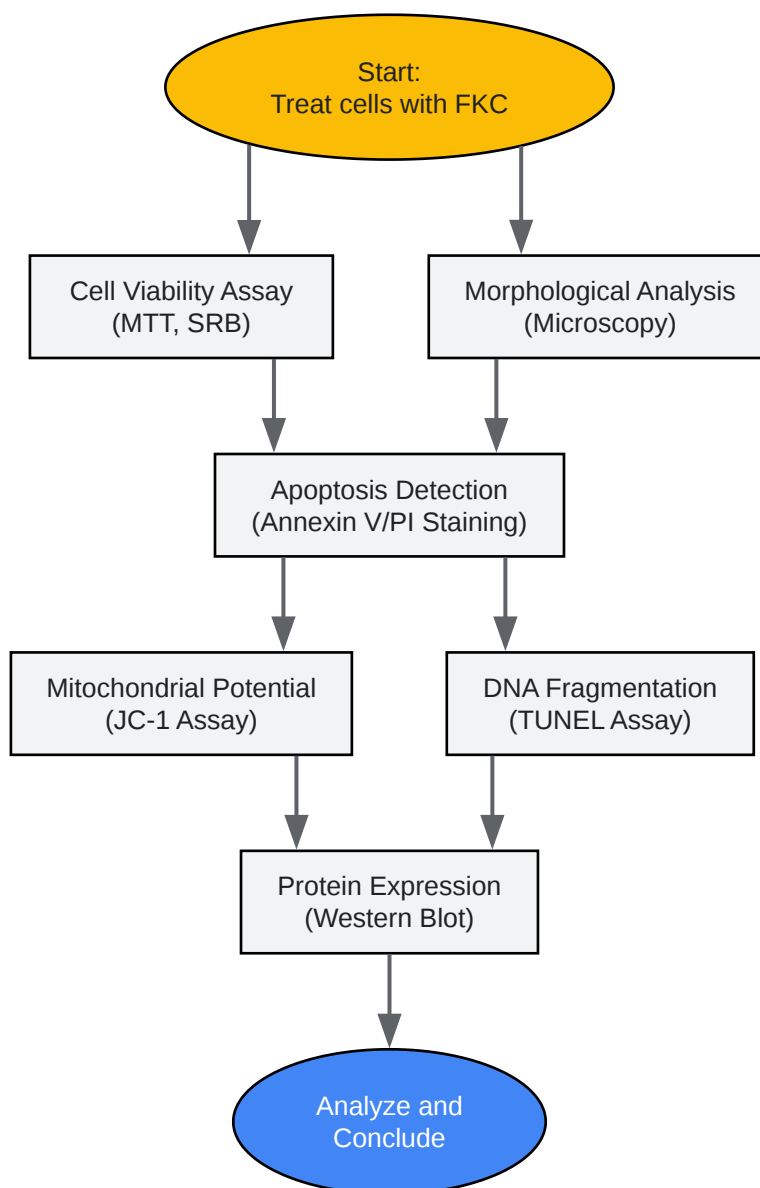 Start:
Treat cells with FKC
Cell Viability Assay
(MTT, SRB)
Morphological Analysis
(Microscopy)
Apoptosis Detection
(Annexin V/PI Staining)
Mitochondrial Potential
(JC-1 Assay)
DNA Fragmentation
(TUNEL Assay)
Protein Expression
(Western Blot)
Analyze and
Conclude